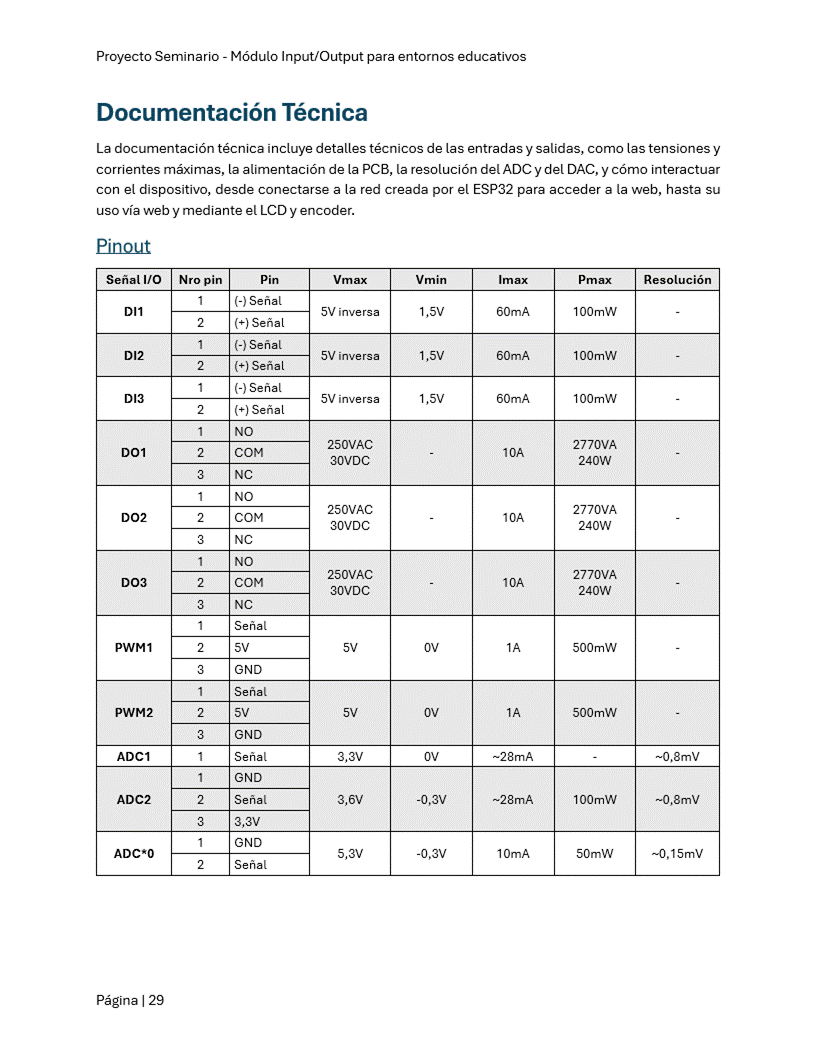 Proyecto Seminario - Módulo Input/Output para entornos educativos
Documentación Técnica
La documentación técnica incluye detalles técnicos de las entradas y salidas, como las tensiones y
corrientes máximas, la alimentación de la PCB, la resolución del ADC y del DAC, y cómo interactuar
con el dispositivo, desde conectarse a la red creada por el ESP32 para acceder a la web, hasta su
uso vía web y mediante el LCD y encoder.
Pinout
Señal I/O Nro pin Pin Vmax Vmin Imax Pmax Resolución
DI1 1 (-) Señal 5V inversa 1,5V 60mA 100mW -
2 (+) Señal
DI2 1 (-) Señal 5V inversa 1,5V 60mA 100mW -
2 (+) Señal
DI3 1 (-) Señal 5V inversa 1,5V 60mA 100mW -
2 (+) Señal
DO1 1 NO 250VAC 30VDC - 10A 2770VA 240W -
2 COM
3 NC
DO2 1 NO 250VAC 30VDC - 10A 2770VA 240W -
2 COM
3 NC
DO3 1 NO 250VAC 30VDC - 10A 2770VA 240W -
2 COM
3 NC
PWM1 1 Señal 5V 0V 1A 500mW -
2 5V
3 GND
PWM2 1 Señal 5V 0V 1A 500mW -
2 5V
3 GND
ADC1 1 Señal 3,3V 0V ~28mA - ~0,8mV
ADC2 1 GND 3,6V -0,3V ~28mA 100mW ~0,8mV
2 Señal
3 3,3V
ADC*0 1 GND 5,3V -0,3V 10mA 50mW ~0,15mV
2 Señal
Página | 29